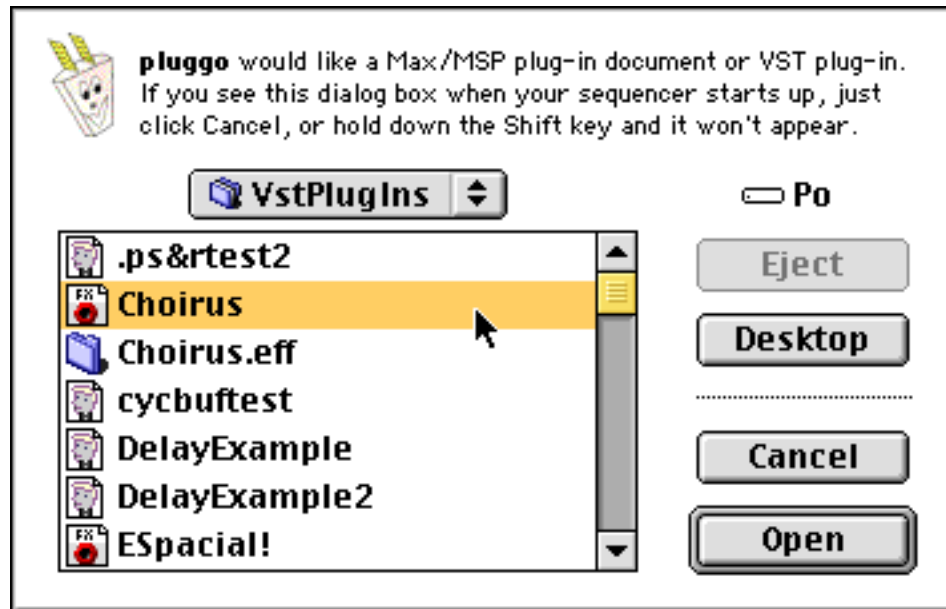 pluggo would like a Max/MSP plug-in document or VST plug-in.
If you see this dialog box when your sequencer starts up, just
click Cancel, or hold down the Shift key and it won't appear.
VstPlugIns
Po
.ps&rtest2
Eject
FX Choirus
Desktop
Choirus.eff
cycbuftest
DelayExample
Cancel
DelayExample2
FX ESpacial!
Open